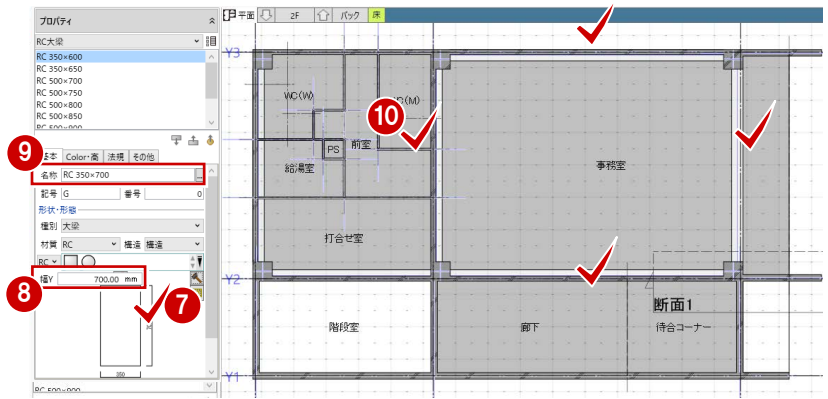 プロパティ
RC大梁
RC 350×600
RC 350×650
RC 500×700
RC 500×750
RC 500×800
RC 500×850
9
基本 Color・高 法規 その他
名称 RC 350×700 ...
記号 G 番号 0
形状・形態
種別 大梁
材質 RC 構造 構造
RC
8
幅Y 700.00 mm
7
350
平面 2F バック 床
Y3
WC(W)
10
前室
PS
給湯室
事務室
打合せ室
Y2
断面1
階段室
廊下
待合コーナー
Y1